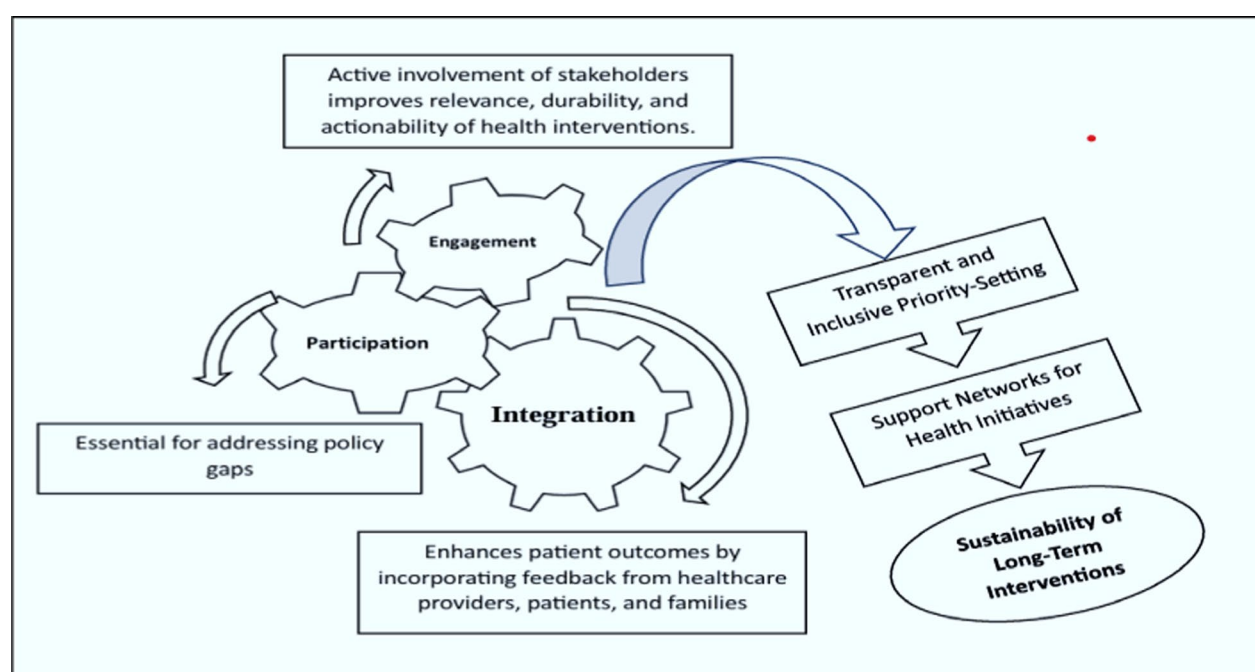 Active involvement of stakeholders
improves relevance, durability, and
actionability of health interventions.
Engagement
Participation
Integration
Essential for addressing policy
gaps
Enhances patient outcomes by
incorporating feedback from healthcare
providers, patients, and families
Transparent and
Inclusive Priority-Setting
Support Networks for
Health Initiatives
Sustainability of
Long-Term
Interventions